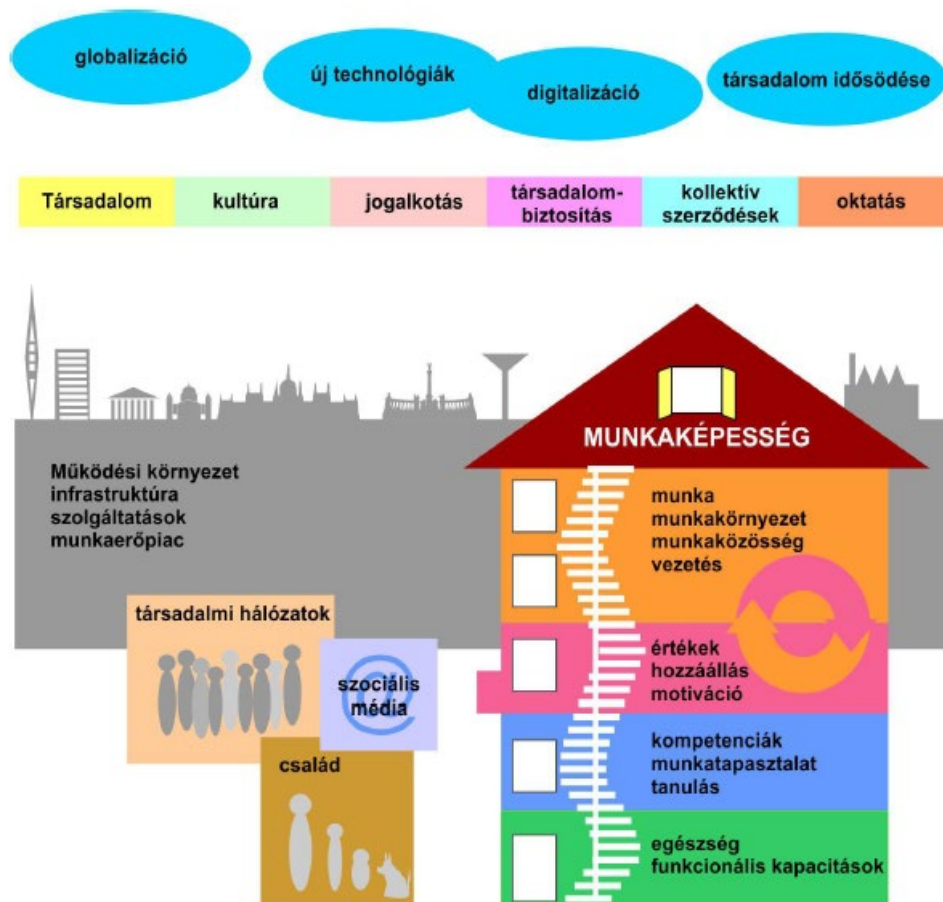 globalizáció
új technológiák
digitalizáció
társadalom idősödése
Társadalom
kultúra
jogalkotás
társadalom-
biztosítás
kollektív
szerződések
oktatás
MUNKAKÉPESSÉG
Működési környezet
infrastruktúra
szolgáltatások
munkaerőpiac
munka
munkakörnyezet
munkaközösség
vezetés
társadalmi hálózatok
szociális
média
@
család
értékek
hozzáállás
motiváció
kompetenciák
munkatapasztalat
tanulás
egészség
funkcionális kapacitások